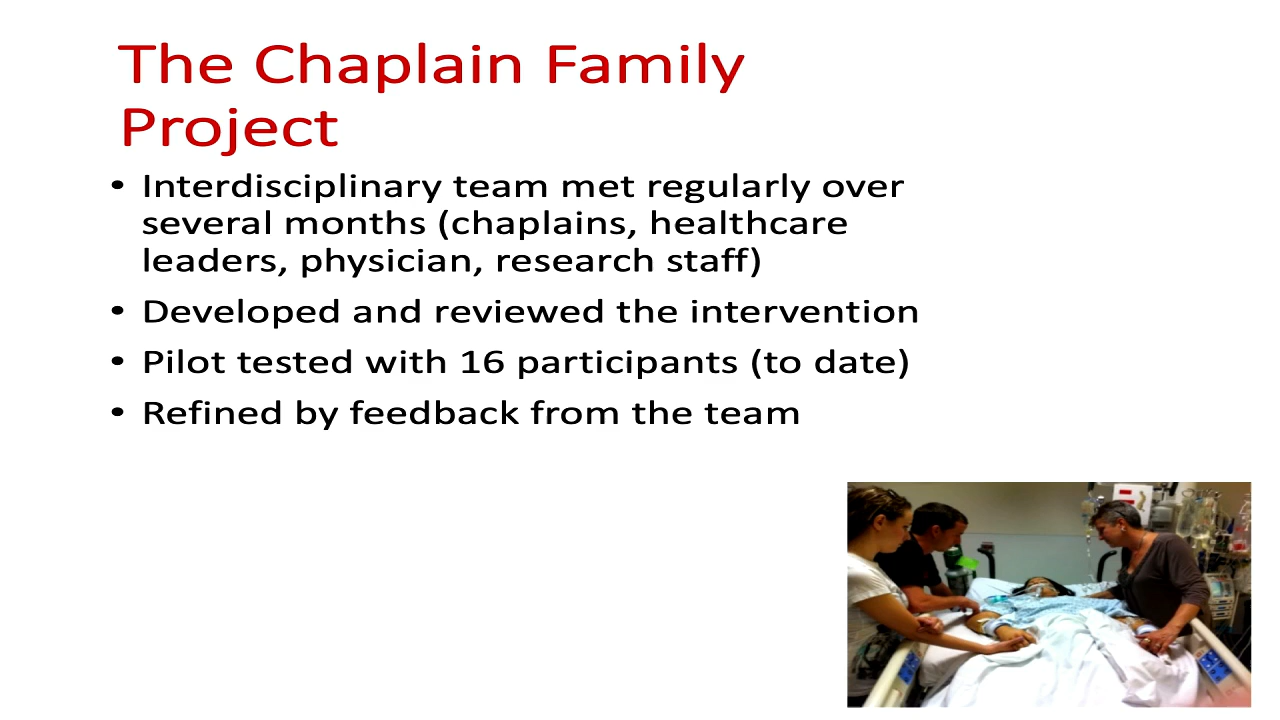 The Chaplain Family
Project
• Interdisciplinary team met regularly over
several months (chaplains, healthcare
leaders, physician, research staff)
• Developed and reviewed the intervention
• Pilot tested with 16 participants (to date)
• Refined by feedback from the team